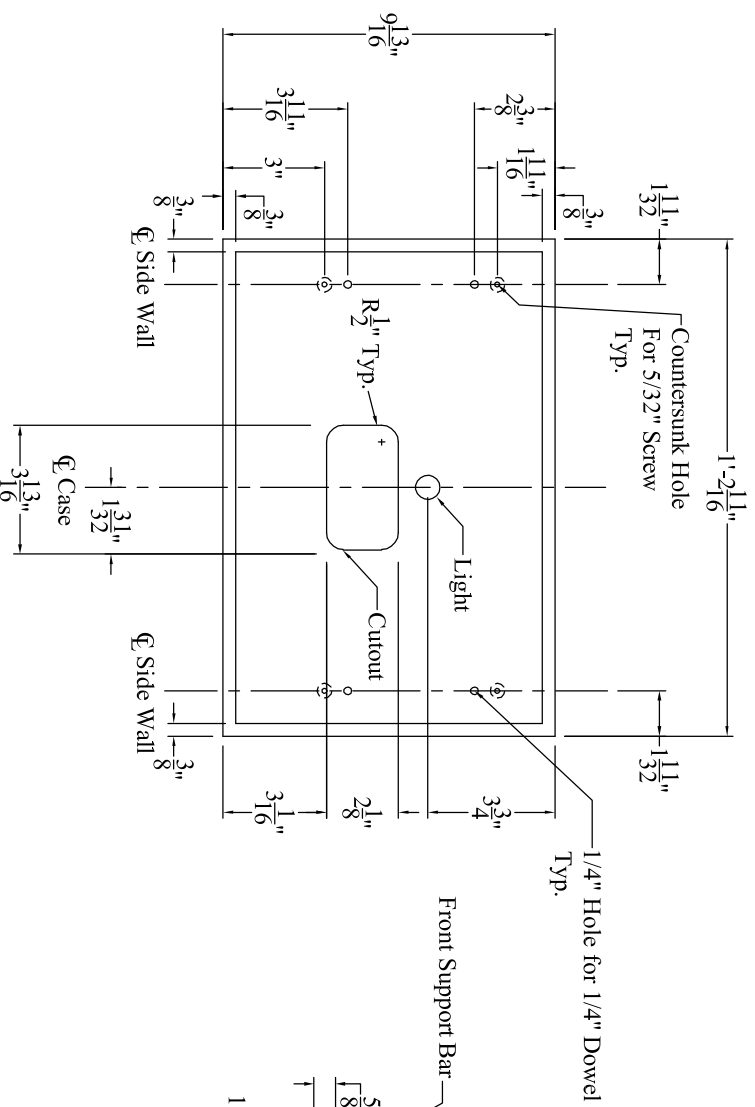 1'-2 11/16"
1 11/32
1 11/32
Countersunk Hole
For 5/32" Screw
Typ.
1/4" Hole for 1/4" Dowel
Typ.
9 13/16
2 3/8"
1 11/16"
3/8"
3 11/16"
3"
3/8"
3/8"
℄ Side Wall
R 1/2" Typ.
Light
Cutout
℄ Case
1 31/32
3 13/16"
℄ Side Wall
3/8"
3 3/4"
2 1/8"
3 1/16"
Front Support Bar